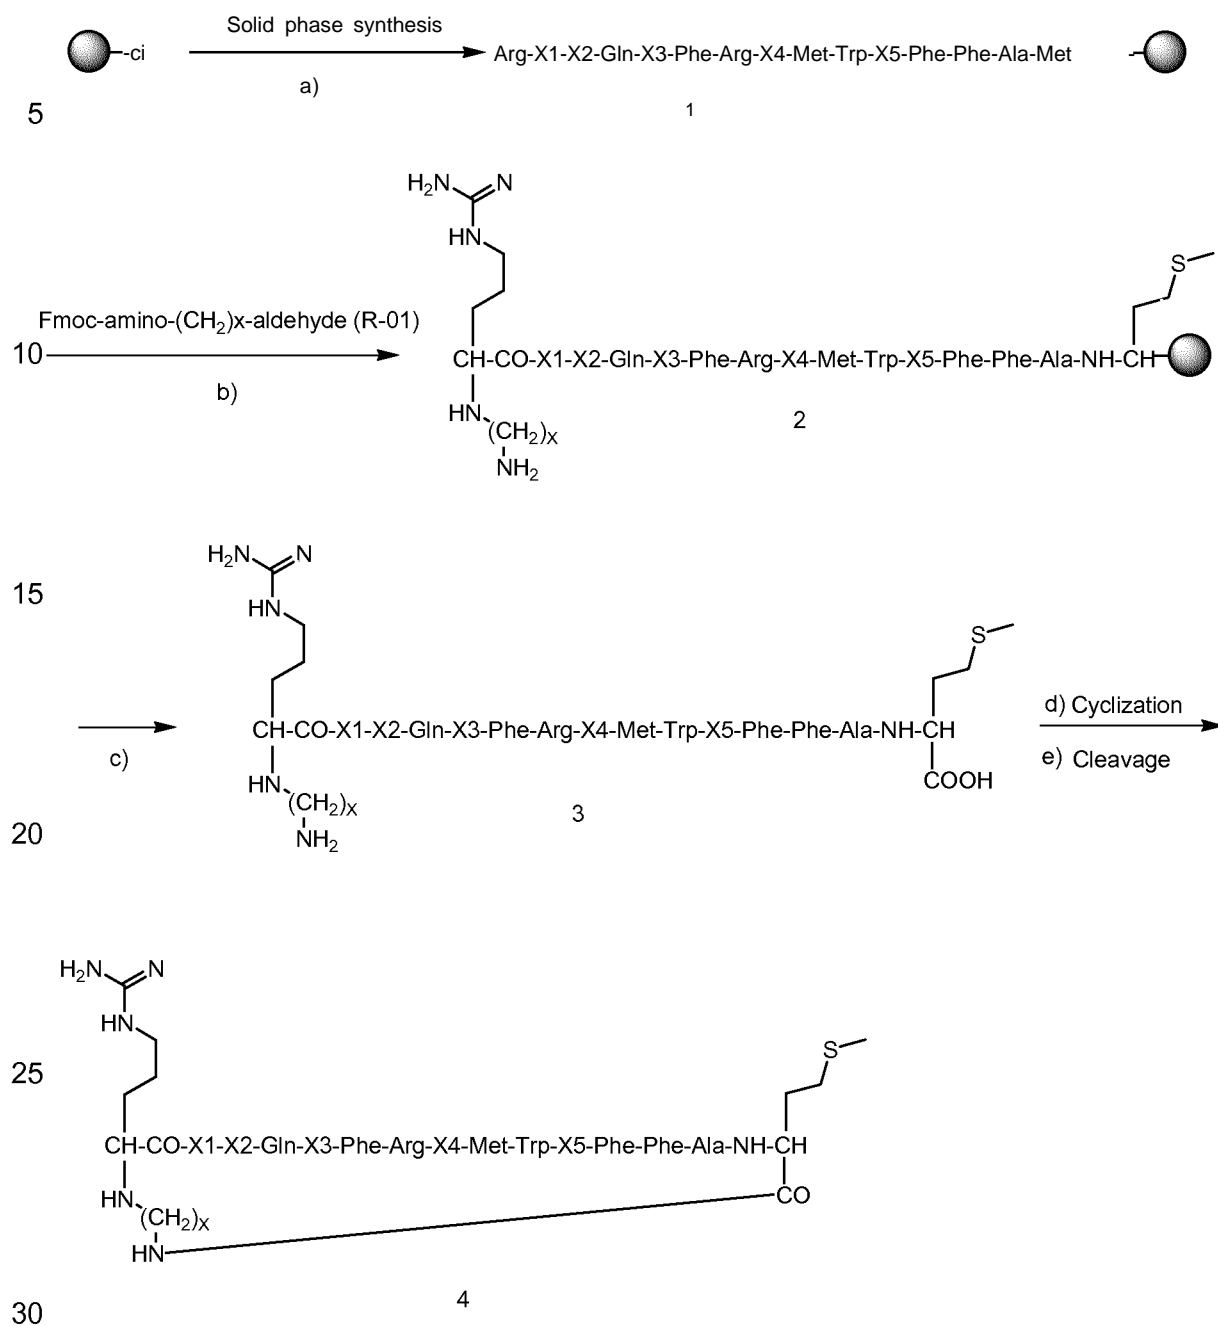 Solid phase synthesis
-ci
Arg-X1-X2-Gln-X3-Phe-Arg-X4-Met-Trp-X5-Phe-Phe-Ala-Met
a)
5
1
H2N
N
HN
S
Fmoc-amino-(CH2)x-aldehyde (R-01)
10
CH-CO-X1-X2-Gln-X3-Phe-Arg-X4-Met-Trp-X5-Phe-Phe-Ala-NH-CH
b)
HN
(CH2)X
2
NH2
H2N
N
15
HN
S
CH-CO-X1-X2-Gln-X3-Phe-Arg-X4-Met-Trp-X5-Phe-Phe-Ala-NH-CH
d) Cyclization
c)
e) Cleavage
HN
COOH
(CH2)X
3
20
NH2
H2N
N
HN
S
25
CH-CO-X1-X2-Gln-X3-Phe-Arg-X4-Met-Trp-X5-Phe-Phe-Ala-NH-CH
HN
CO
(CH2)X
HN
4
30